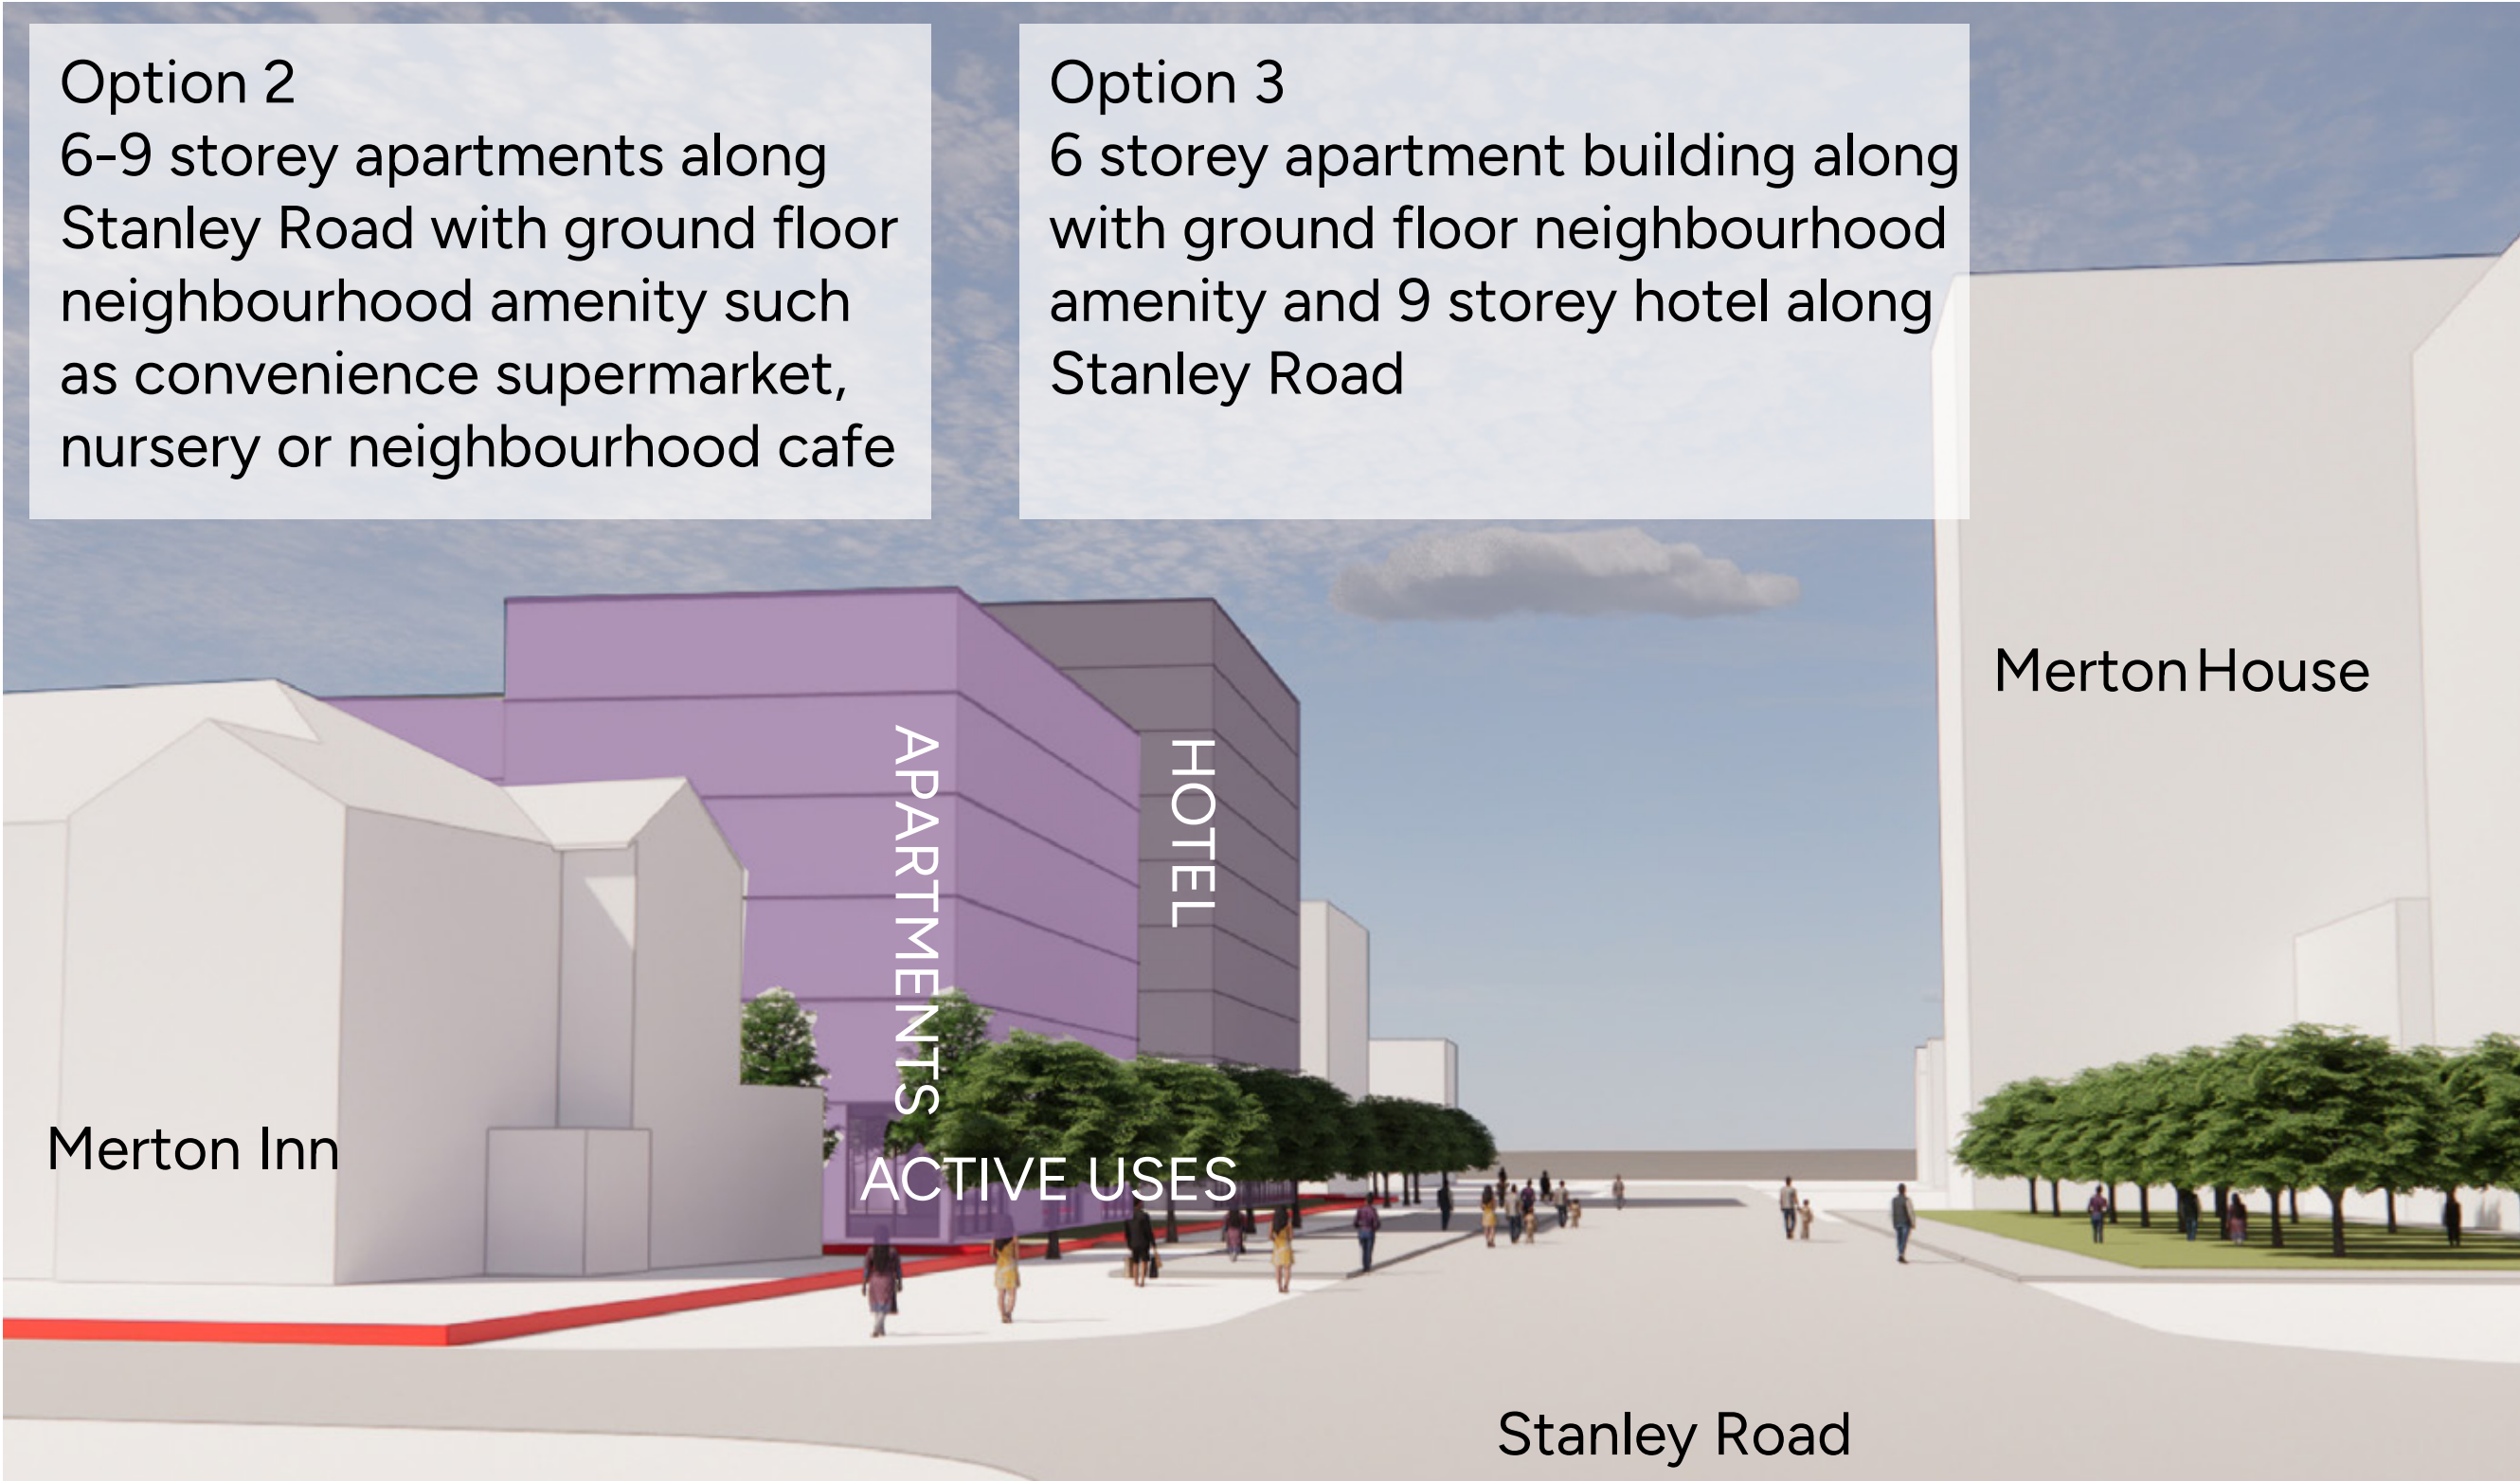 Option 2
6-9 storey apartments along
Stanley Road with ground floor
neighbourhood amenity such
as convenience supermarket,
nursery or neighbourhood cafe
Option 3
6 storey apartment building along
with ground floor neighbourhood
amenity and 9 storey hotel along
Stanley Road
Merton House
APARTMENTS
HOTEL
Merton Inn
ACTIVE USES
Stanley Road